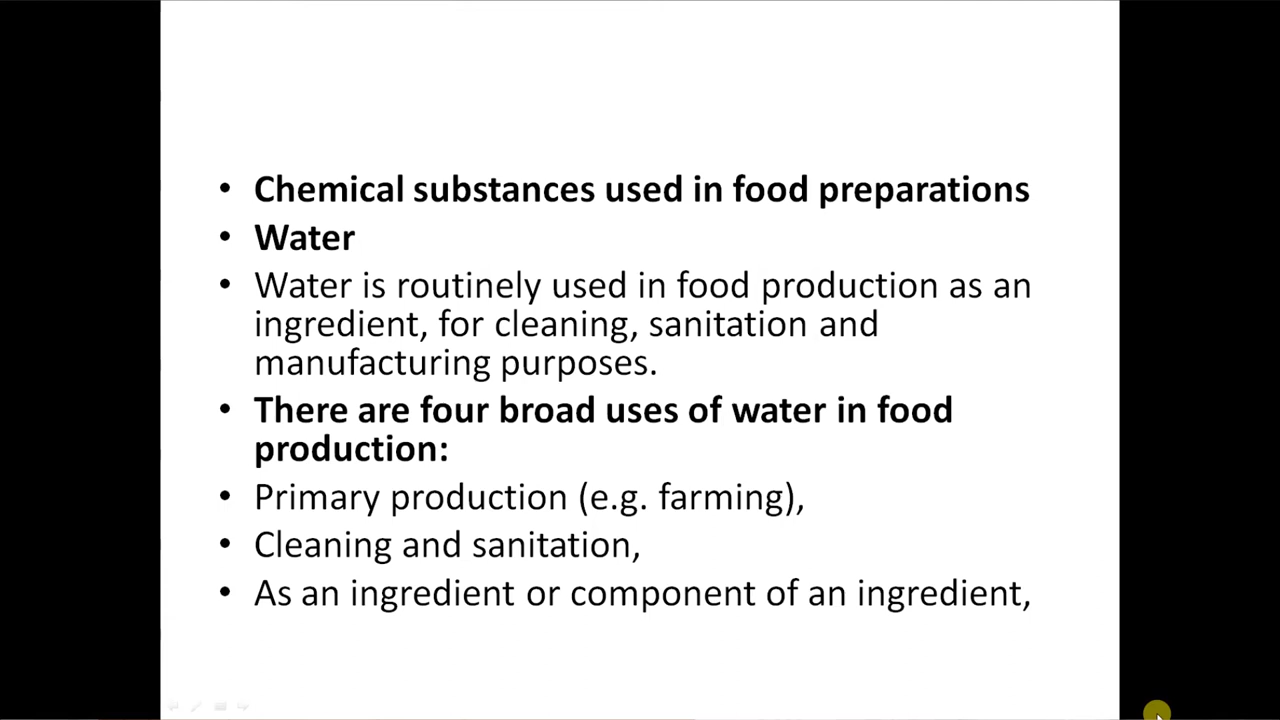 • Chemical substances used in food preparations
• Water
• Water is routinely used in food production as an
ingredient, for cleaning, sanitation and
manufacturing purposes.
• There are four broad uses of water in food
production:
• Primary production (e.g. farming),
• Cleaning and sanitation,
• As an ingredient or component of an ingredient,